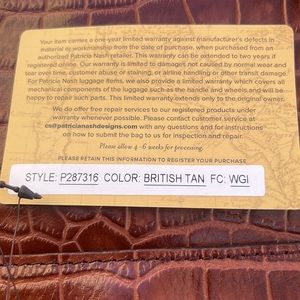 Your item carries a one-year limited warranty against manufacturer's defects in
material or workmanship from the date of purchase, when purchased from an
authorized Patricia Nash retailer. This warranty can be extended to two years if
registered online. Our warranty is limited to damages not caused by normal wear and
tear over time, customer abuse or staining, or airline handling or other transit damage.
For Patricia Nash luggage items, we also provide a limited warranty which covers all
mechanical components of the luggage such as the handle and wheels and will be
happy to repair such parts. This limited warranty extends only to the original owner.
We do offer free repair services to our registered products under
warranty whenever possible. Please contact customer service at
cs@patricianashdesigns.com with any questions and for instructions
on how to submit the bag to us for inspection and repair.
Please allow 4-6 weeks for processing.
PLEASE RETAIN THIS INFORMATION TO REGISTER YOUR PURCHASE
STYLE: P287316 COLOR: BRITISH TAN FC: WGI